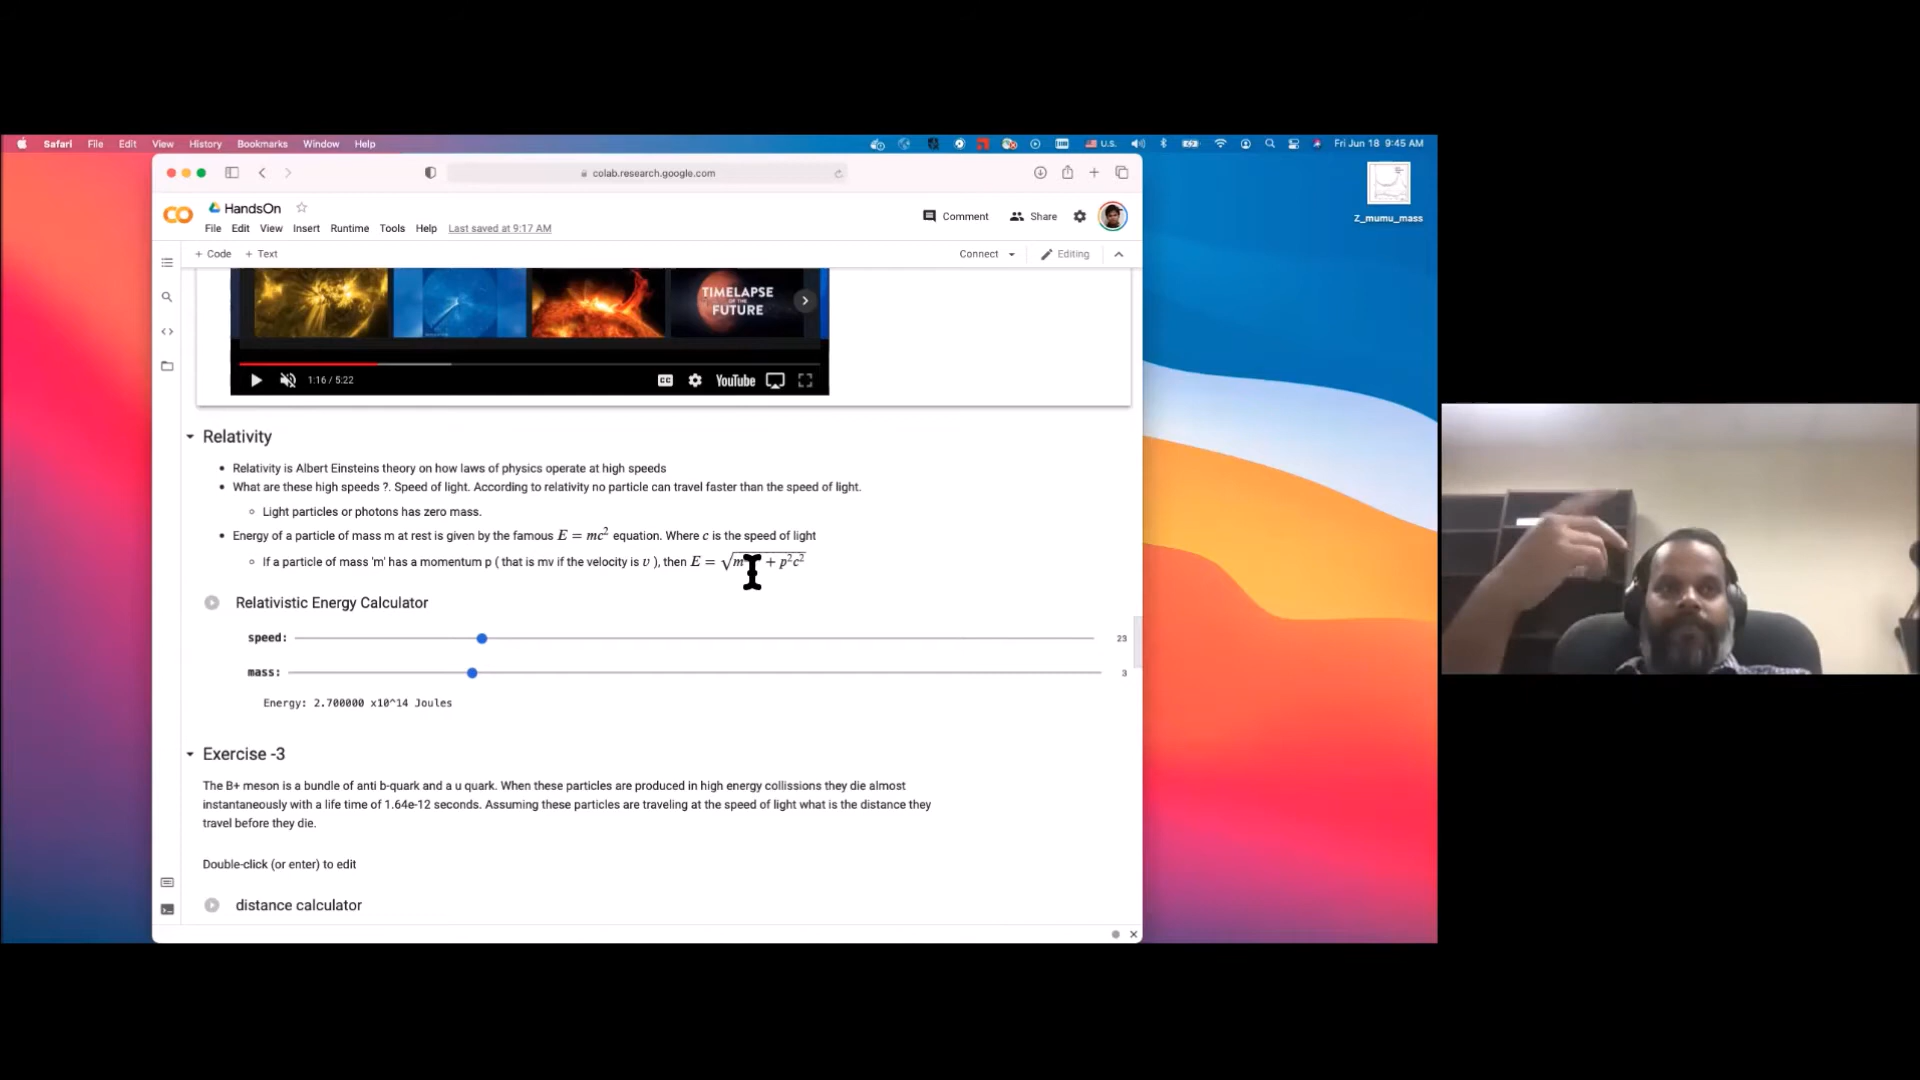 Safari File Edit View History Bookmarks Window Help U.S. Fri Jun 18 9:45 AM
colab.research.google.com
Z_mumu_mass
HandsOn
Comment Share
File Edit View Insert Runtime Tools Help Last saved at 9:17 AM
+ Code + Text Connect Editing
TIMELAPSE
OF THE
FUTURE
1:16 / 5:22 CC YouTube
Relativity
• Relativity is Albert Einsteins theory on how laws of physics operate at high speeds
• What are these high speeds ?. Speed of light. According to relativity no particle can travel faster than the speed of light.
Light particles or photons has zero mass.
• Energy of a particle of mass m at rest is given by the famous E = mc² equation. Where c is the speed of light
If a particle of mass 'm' has a momentum p ( that is mv if the velocity is υ ), then E = √m + p²c²
Relativistic Energy Calculator
speed: 23
mass: 3
Energy: 2.700000 x10^14 Joules
Exercise -3
The B+ meson is a bundle of anti b-quark and a u quark. When these particles are produced in high energy collissions they die almost
instantaneously with a life time of 1.64e-12 seconds. Assuming these particles are traveling at the speed of light what is the distance they
travel before they die.
Double-click (or enter) to edit
distance calculator